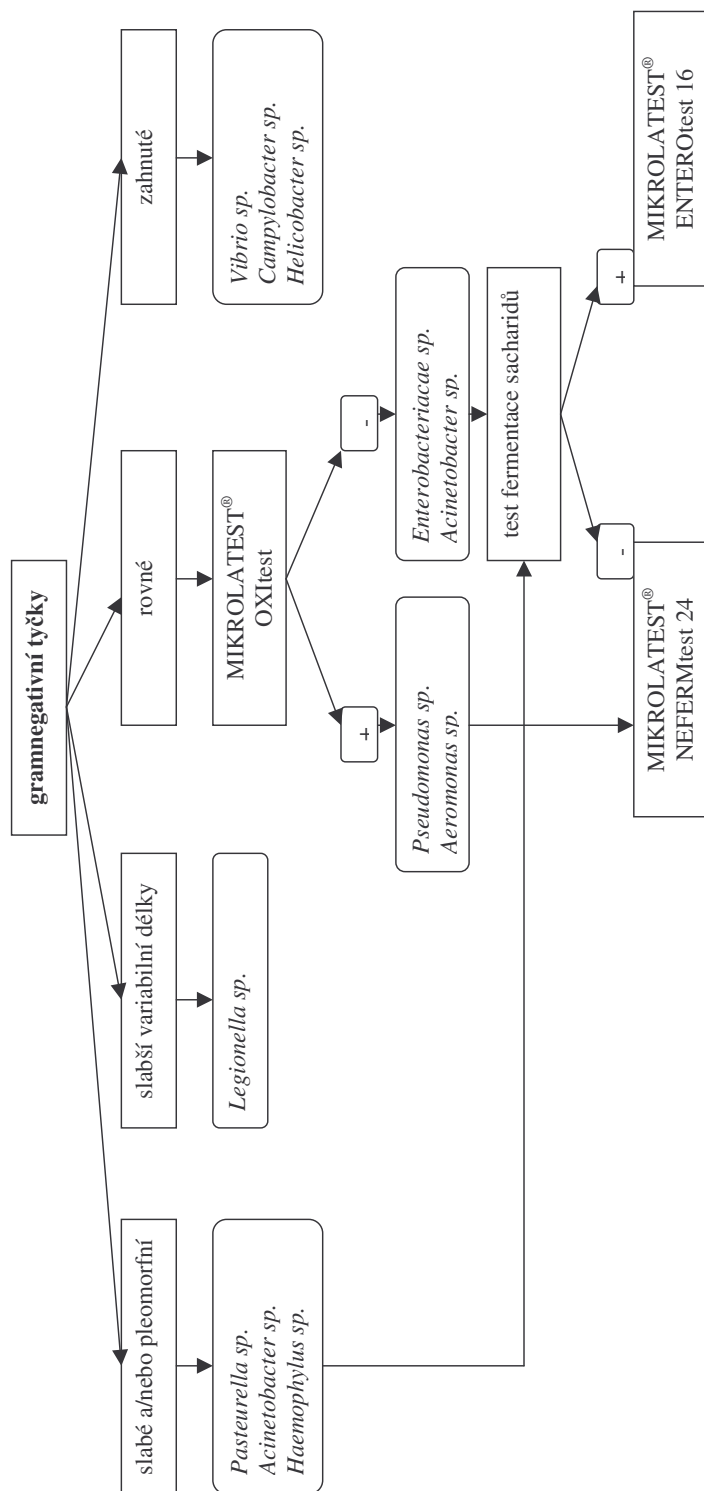 gramnegativní tyčky
slabé a/nebo pleomorfní
slabší variabilní délky
rovné
zahnuté
Pasteurella sp.
Acinetobacter sp.
Haemophylus sp.
Legionella sp.
MIKROLATEST®
OXItest
Vibrio sp.
Campylobacter sp.
Helicobacter sp.
+
-
Pseudomonas sp.
Aeromonas sp.
Enterobacteriacae sp.
Acinetobacter sp.
test fermentace sacharidů
-
+
MIKROLATEST®
NEFERMtest 24
MIKROLATEST®
ENTEROtest 16